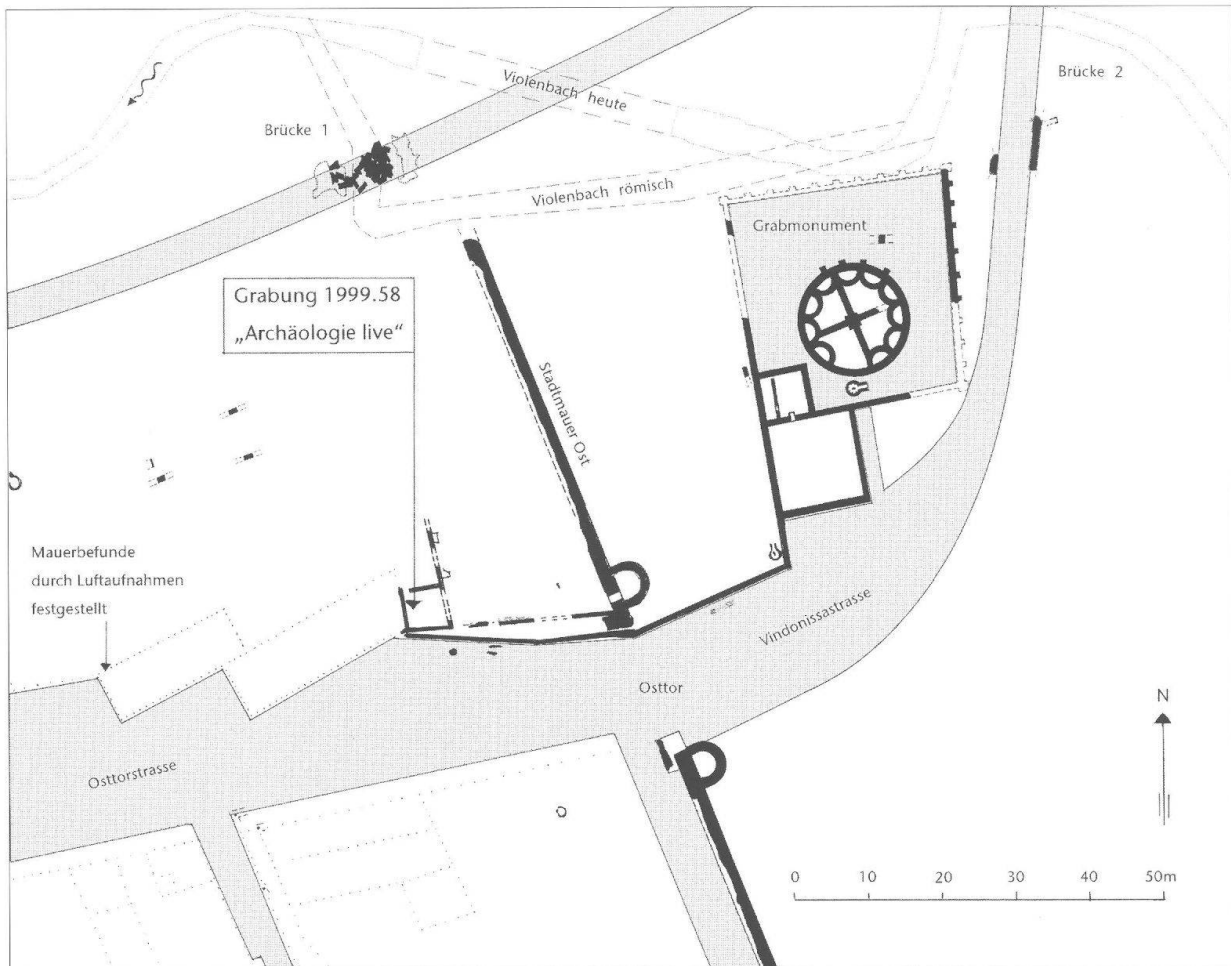 Violenbach heute
Brücke 2
Brücke 1
Violenbach römisch
Grabmonument
Grabung 1999.58
„Archäologie live“
Stadtmauer Ost
Mauerbefunde
durch Luftaufnahmen
festgestellt
Vindonissastrasse
Osttor
N
Osttorstrasse
0 10 20 30 40 50m